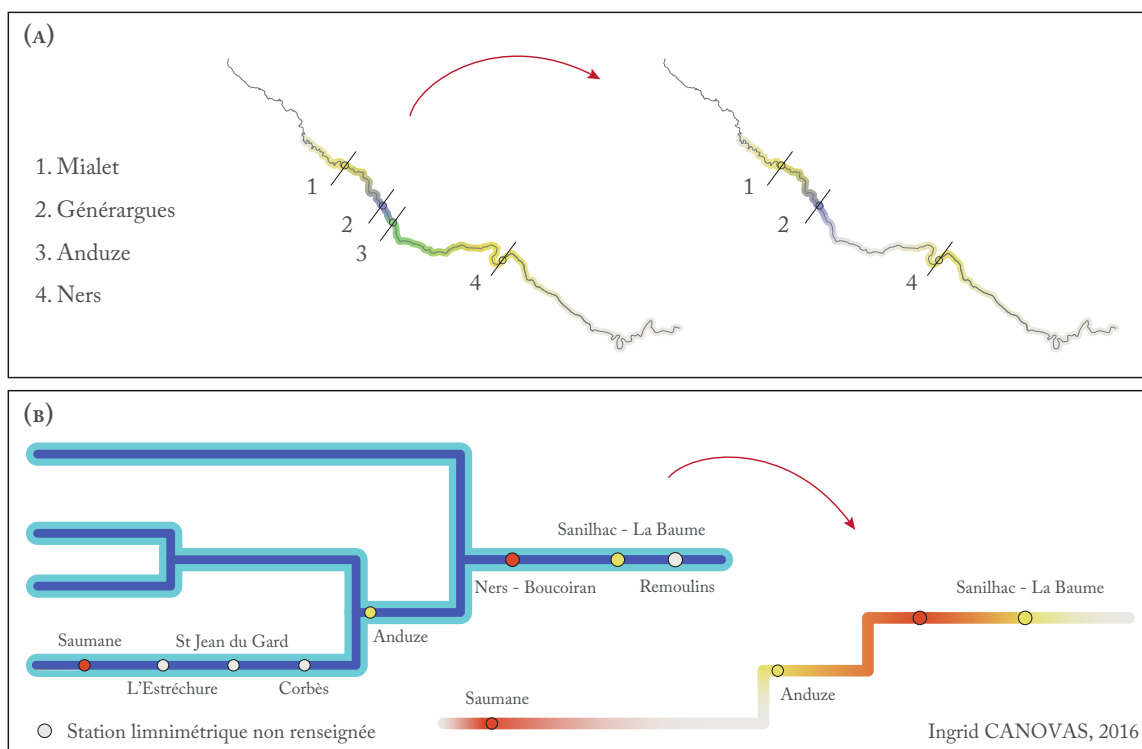 (A)
1. Mialet
2. Générargues
3. Anduze
4. Ners
1
2
3
4
1
2
4
(B)
Sanilhac - La Baume
Ners - Boucoiran
Remoulins
Anduze
Saumane
St Jean du Gard
L'Estréchure
Corbès
Sanilhac - La Baume
Anduze
Saumane
Station limnimétrique non renseignée
Ingrid CANOVAS, 2016